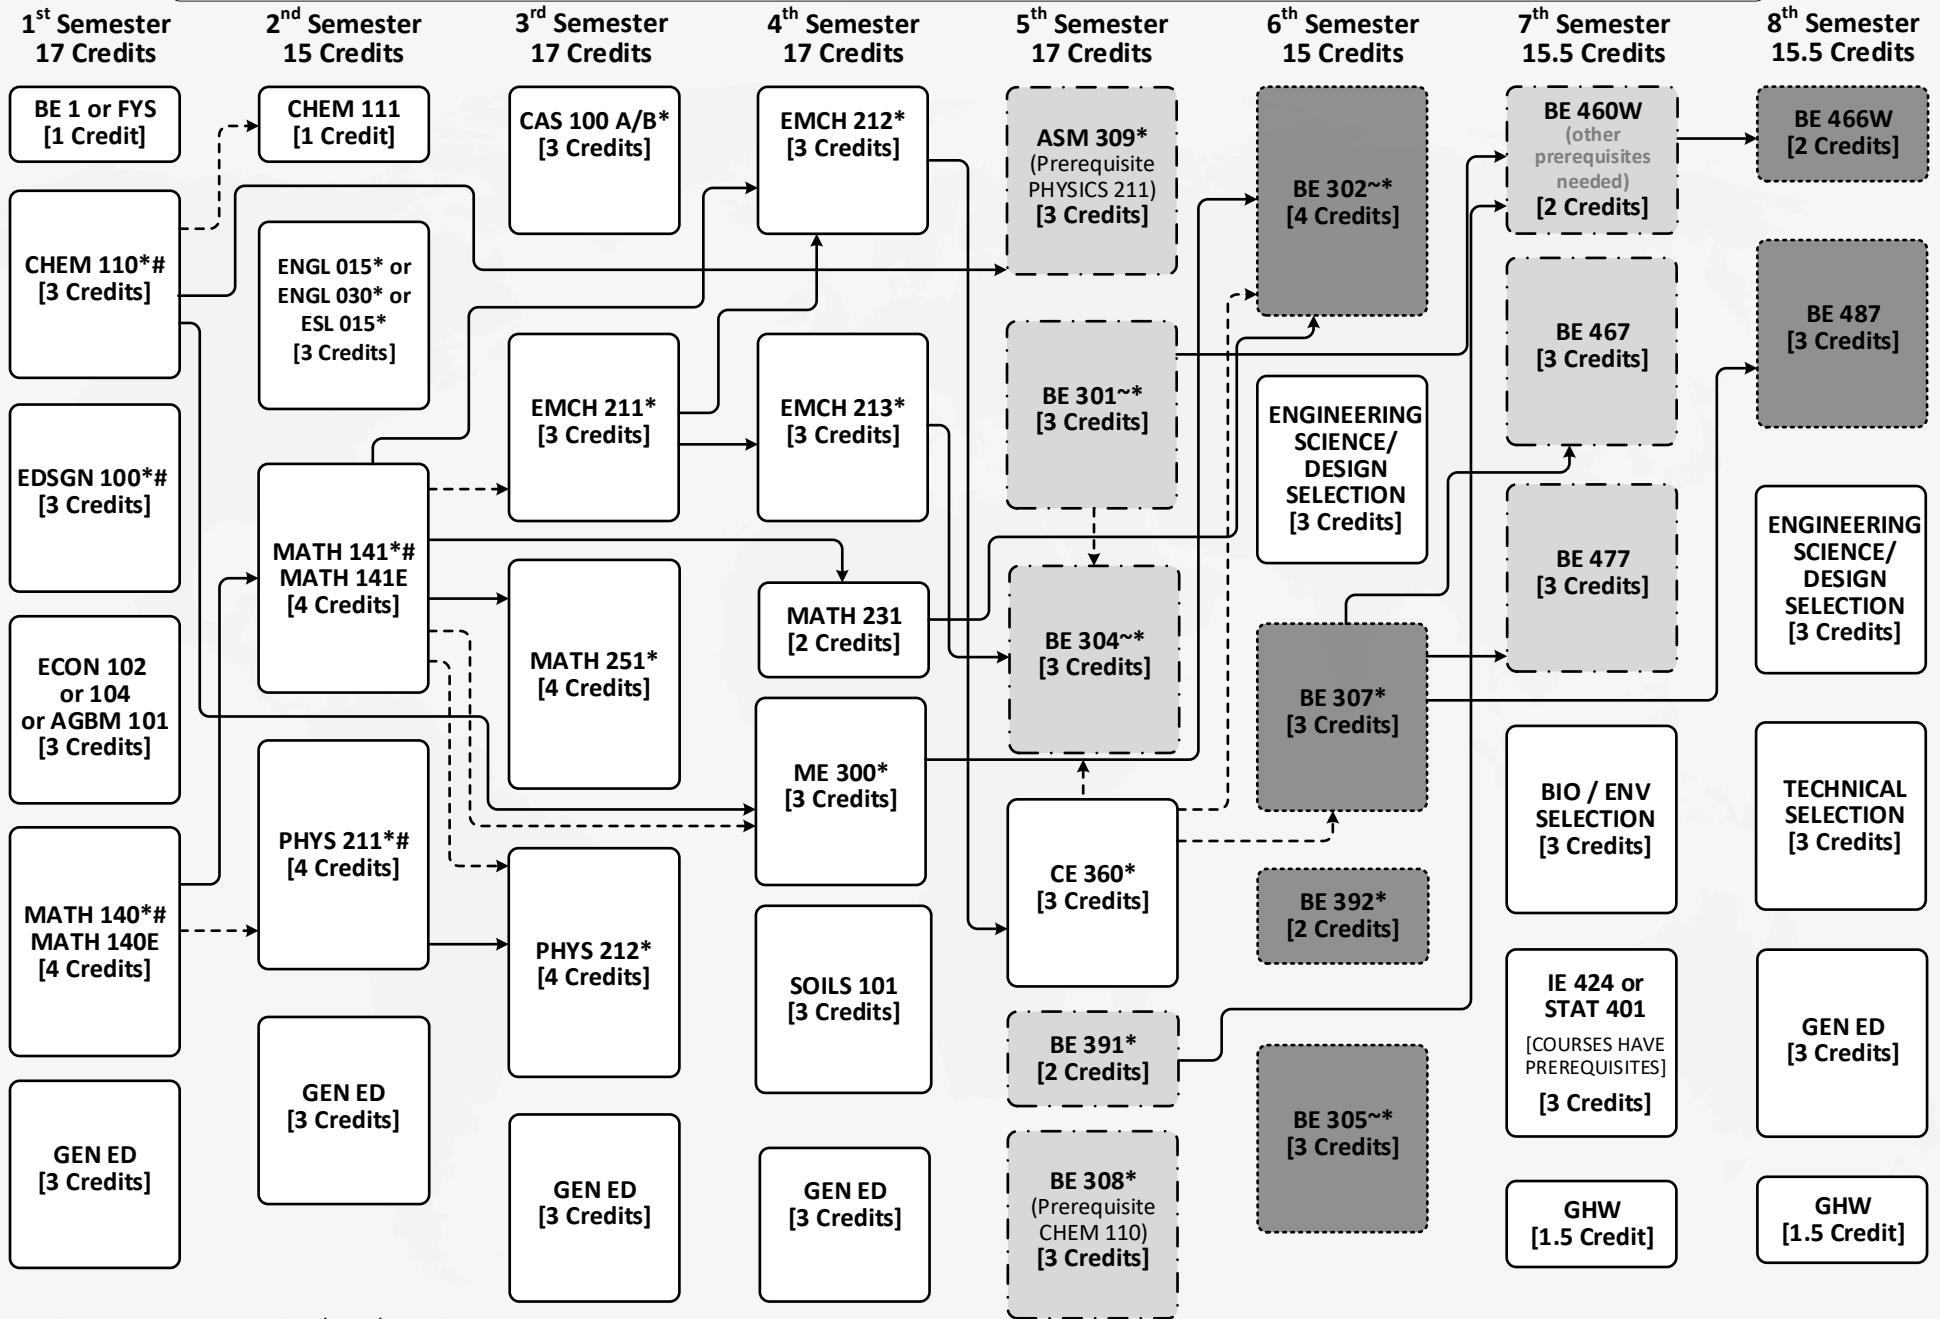 1st Semester
17 Credits
2nd Semester
15 Credits
3rd Semester
17 Credits
4th Semester
17 Credits
5th Semester
17 Credits
6th Semester
15 Credits
7th Semester
15.5 Credits
8th Semester
15.5 Credits
BE 1 or FYS
[1 Credit]
CHEM 110*#
[3 Credits]
EDSGN 100*#
[3 Credits]
ECON 102
or 104
or AGBM 101
[3 Credits]
MATH 140*#
MATH 140E
[4 Credits]
GEN ED
[3 Credits]
CHEM 111
[1 Credit]
ENGL 015* or
ENGL 030* or
ESL 015*
[3 Credits]
MATH 141*#
MATH 141E
[4 Credits]
PHYS 211*#
[4 Credits]
GEN ED
[3 Credits]
CAS 100 A/B*
[3 Credits]
EMCH 211*
[3 Credits]
MATH 251*
[4 Credits]
PHYS 212*
[4 Credits]
GEN ED
[3 Credits]
EMCH 212*
[3 Credits]
EMCH 213*
[3 Credits]
MATH 231
[2 Credits]
ME 300*
[3 Credits]
SOILS 101
[3 Credits]
GEN ED
[3 Credits]
ASM 309*
(Prerequisite
PHYSICS 211)
[3 Credits]
BE 301~*
[3 Credits]
BE 304~*
[3 Credits]
CE 360*
[3 Credits]
BE 391*
[2 Credits]
BE 308*
(Prerequisite
CHEM 110)
[3 Credits]
BE 302~*
[4 Credits]
ENGINEERING
SCIENCE/
DESIGN
SELECTION
[3 Credits]
BE 307*
[3 Credits]
BE 392*
[2 Credits]
BE 305~*
[3 Credits]
BE 460W
(other
prerequisites
needed)
[2 Credits]
BE 467
[3 Credits]
BE 477
[3 Credits]
BIO / ENV
SELECTION
[3 Credits]
IE 424 or
STAT 401
[COURSES HAVE
PREREQUISITES]
[3 Credits]
GHW
[1.5 Credit]
BE 466W
[2 Credits]
BE 487
[3 Credits]
ENGINEERING
SCIENCE/
DESIGN
SELECTION
[3 Credits]
TECHNICAL
SELECTION
[3 Credits]
GEN ED
[3 Credits]
GHW
[1.5 Credit]